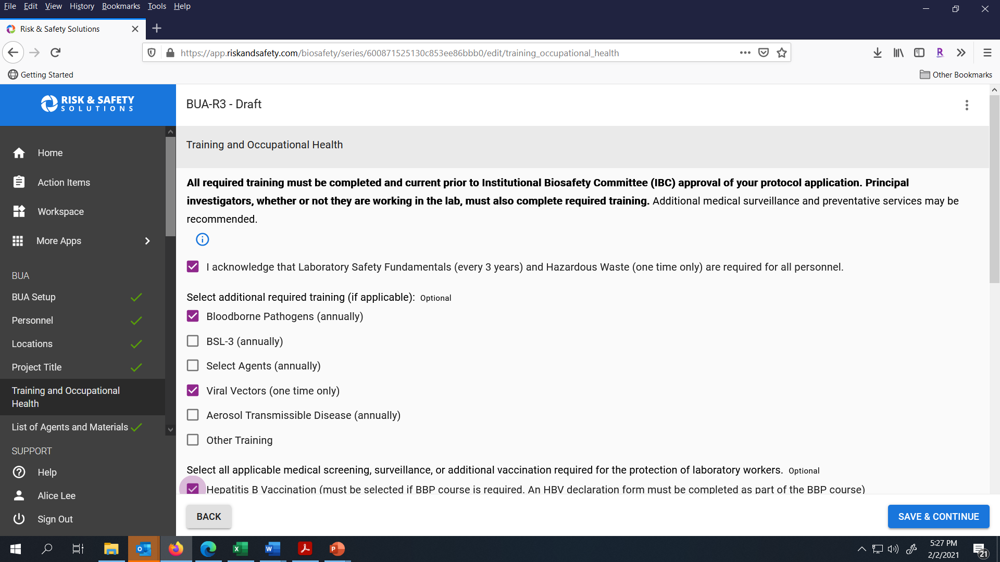 File Edit View History Bookmarks Tools Help
Risk & Safety Solutions
https://app.riskandsafety.com/biosafety/series/600871525130c853ee86bbb0/edit/training_occupational_health
Getting Started
Other Bookmarks
RISK & SAFETY
SOLUTIONS
BUA-R3 - Draft
Home
Action Items
Workspace
More Apps
BUA
BUA Setup
Personnel
Locations
Project Title
Training and Occupational
Health
List of Agents and Materials
SUPPORT
Help
Alice Lee
Sign Out
Training and Occupational Health
All required training must be completed and current prior to Institutional Biosafety Committee (IBC) approval of your protocol application. Principal
investigators, whether or not they are working in the lab, must also complete required training. Additional medical surveillance and preventative services may be
recommended.
I acknowledge that Laboratory Safety Fundamentals (every 3 years) and Hazardous Waste (one time only) are required for all personnel.
Select additional required training (if applicable): Optional
Bloodborne Pathogens (annually)
BSL-3 (annually)
Select Agents (annually)
Viral Vectors (one time only)
Aerosol Transmissible Disease (annually)
Other Training
Select all applicable medical screening, surveillance, or additional vaccination required for the protection of laboratory workers. Optional
Hepatitis B Vaccination (must be selected if BBP course is required. An HBV declaration form must be completed as part of the BBP course)
BACK
SAVE & CONTINUE
5:27 PM
2/2/2021
21